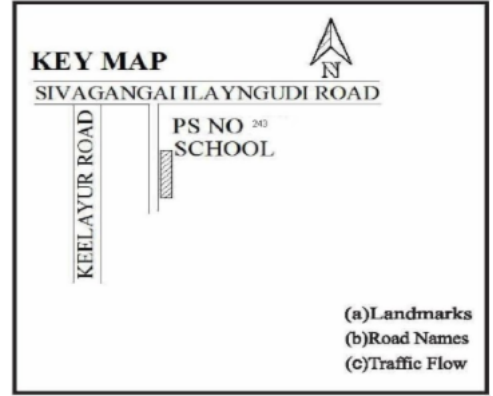 N
KEY MAP
SIVAGANGAI ILAYNGUDI ROAD
KEELAYUR ROAD
PS NO 243
SCHOOL
(a)Landmarks
(b)Road Names
(c)Traffic Flow